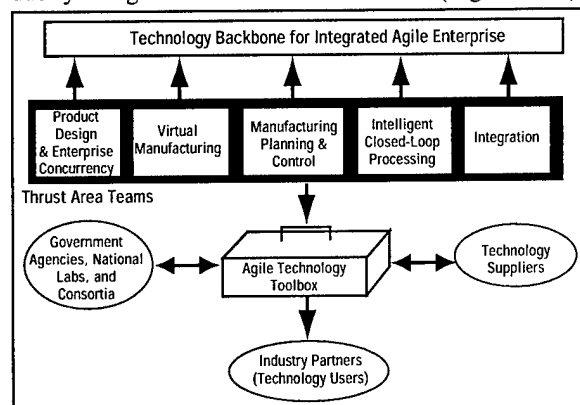 Technology Backbone for Integrated Agile Enterprise
Product
Design
& Enterprise
Concurrency
Virtual
Manufacturing
Manufacturing
Planning &
Control
Intelligent
Closed-Loop
Processing
Integration
Thrust Area Teams
Government
Agencies, National
Labs, and
Consortia
Agile Technology
Toolbox
Technology
Suppliers
Industry Partners
(Technology Users)